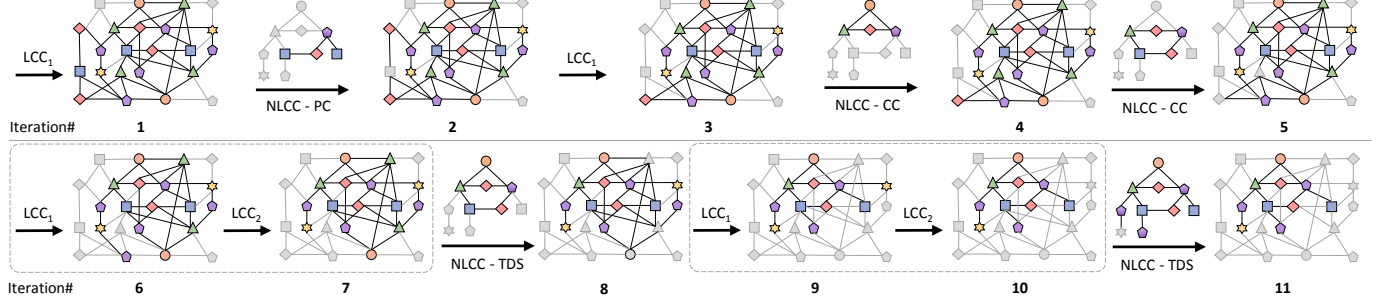 LCC1
NLCC - PC
LCC1
NLCC - CC
NLCC - CC
Iteration# 1 2 3 4 5
LCC1
LCC2
NLCC - TDS
LCC1
LCC2
NLCC - TDS
Iteration# 6 7 8 9 10 11